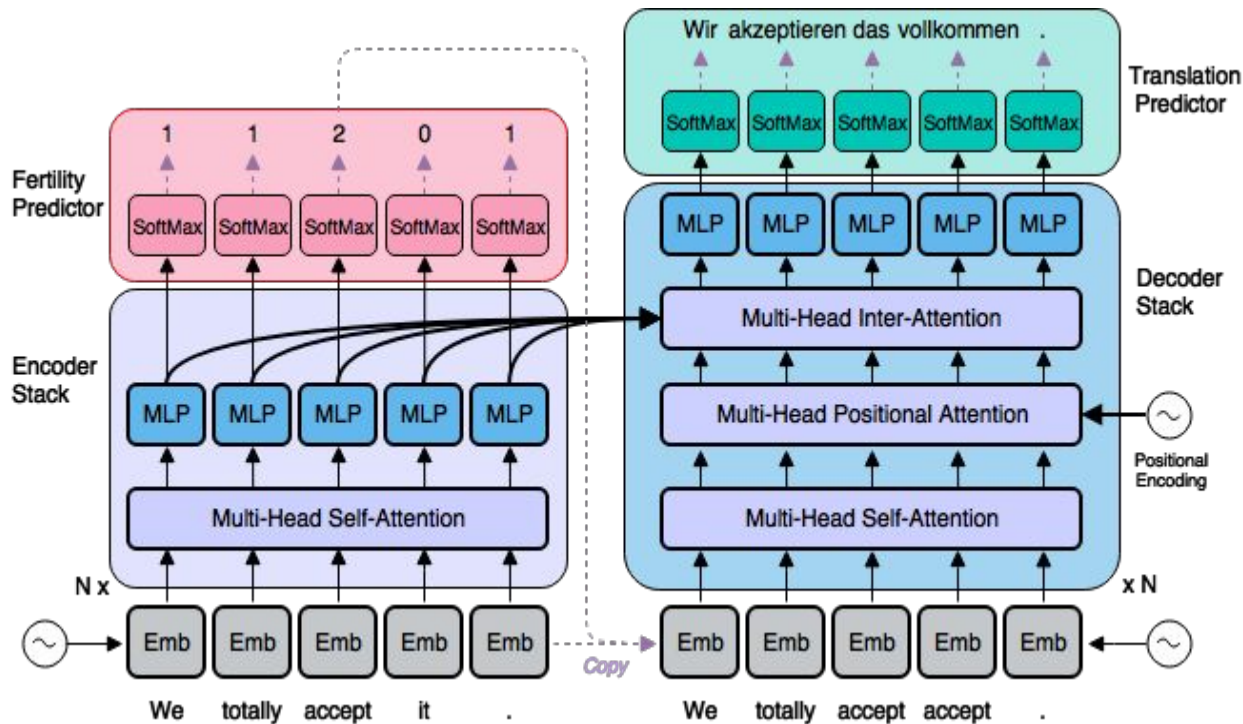 Wir akzeptieren das vollkommen .
Translation
Predictor
SoftMax SoftMax SoftMax SoftMax SoftMax
1 1 2 0 1
Fertility
Predictor
SoftMax SoftMax SoftMax SoftMax SoftMax
MLP MLP MLP MLP MLP
Decoder
Stack
Multi-Head Inter-Attention
Encoder
Stack
MLP MLP MLP MLP MLP
Multi-Head Positional Attention
Positional
Encoding
Multi-Head Self-Attention
Multi-Head Self-Attention
N x
x N
Emb Emb Emb Emb Emb
Copy
Emb Emb Emb Emb Emb
We totally accept it .
We totally accept accept .